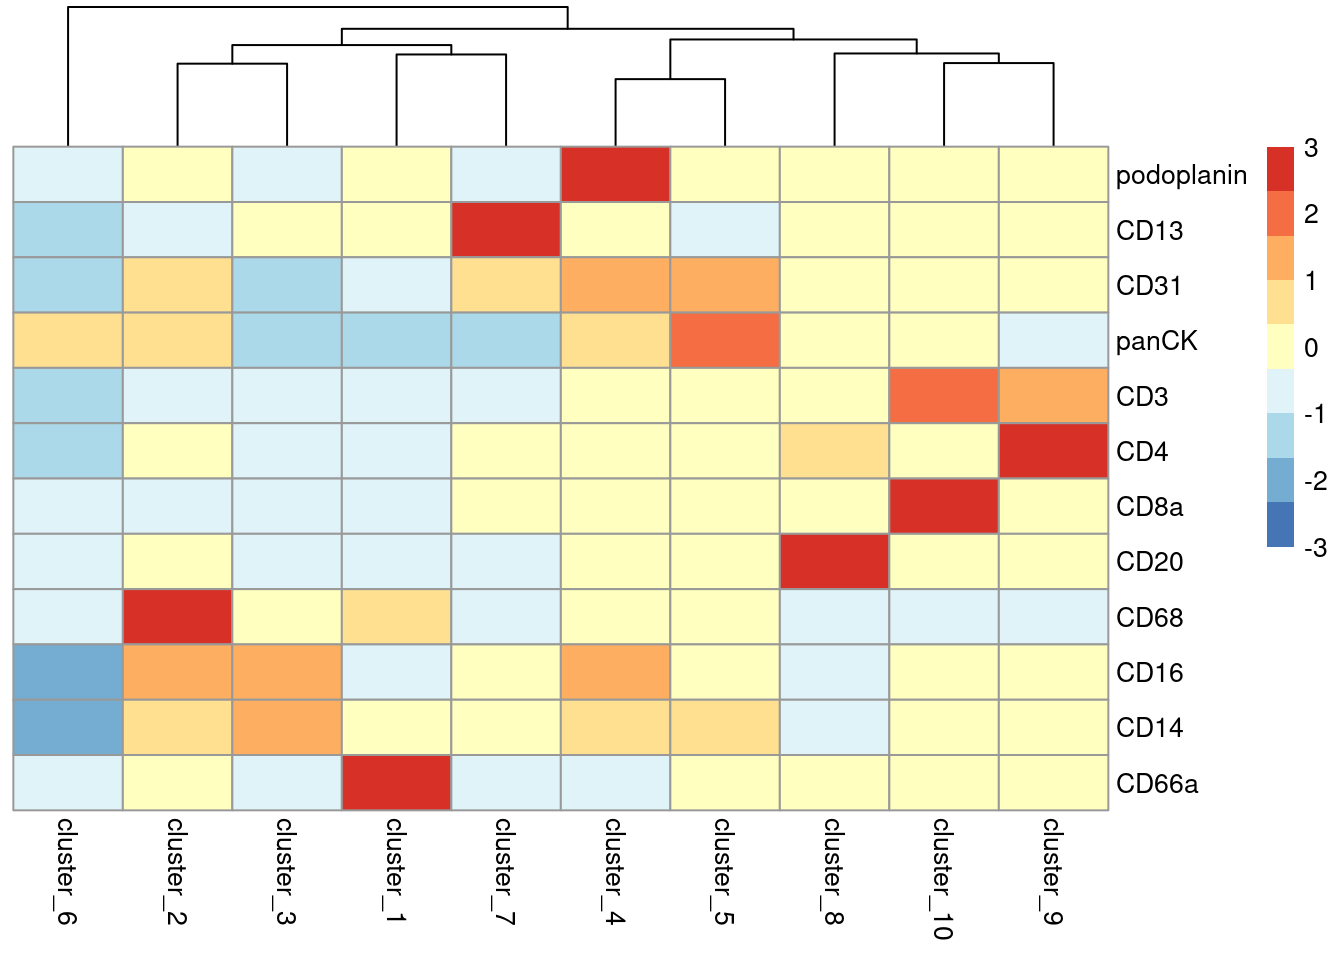 podoplanin
CD13
CD31
panCK
CD3
CD4
CD8a
CD20
CD68
CD16
CD14
CD66a
3
2
1
0
-1
-2
-3
cluster_6
cluster_2
cluster_3
cluster_1
cluster_7
cluster_4
cluster_5
cluster_8
cluster_10
cluster_9